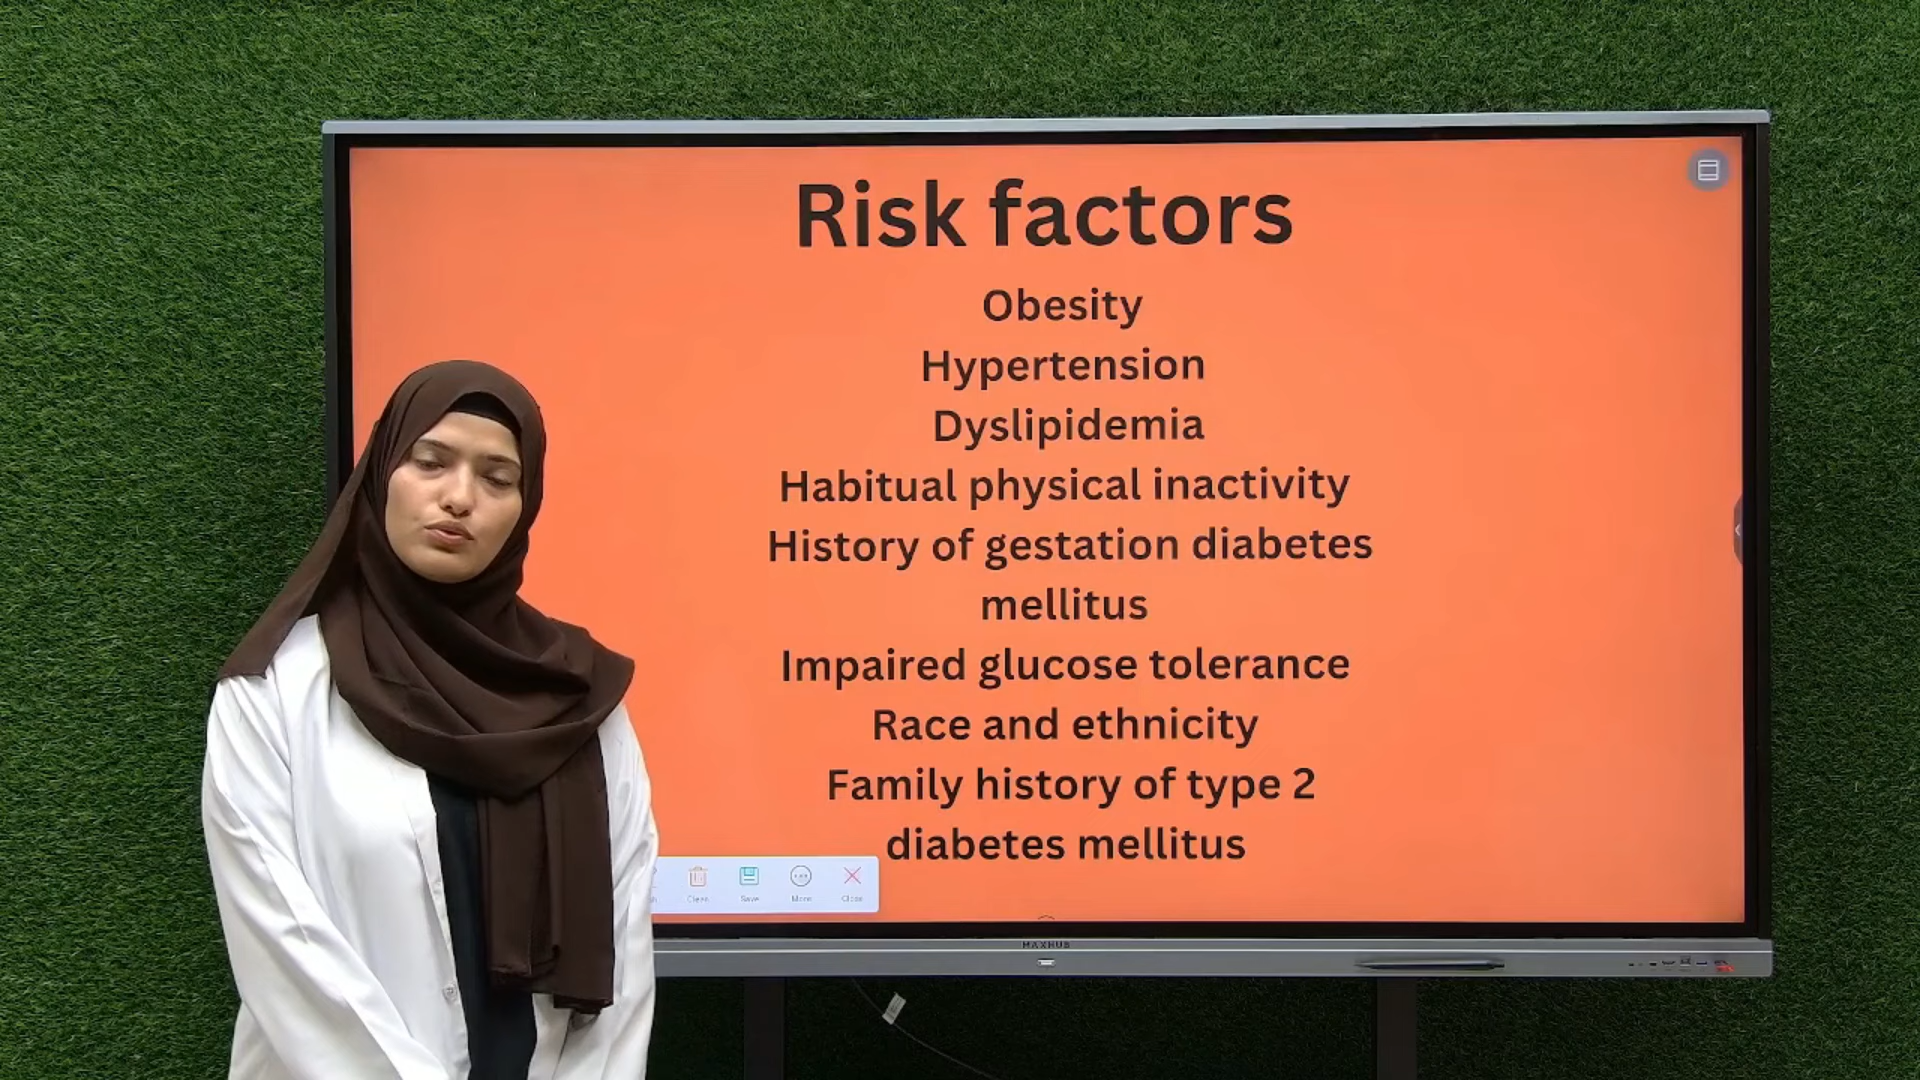 Risk factors
Obesity
Hypertension
Dyslipidemia
Habitual physical inactivity
History of gestation diabetes
mellitus
Impaired glucose tolerance
Race and ethnicity
Family history of type 2
diabetes mellitus
Clean Save More Close
MAXHUB